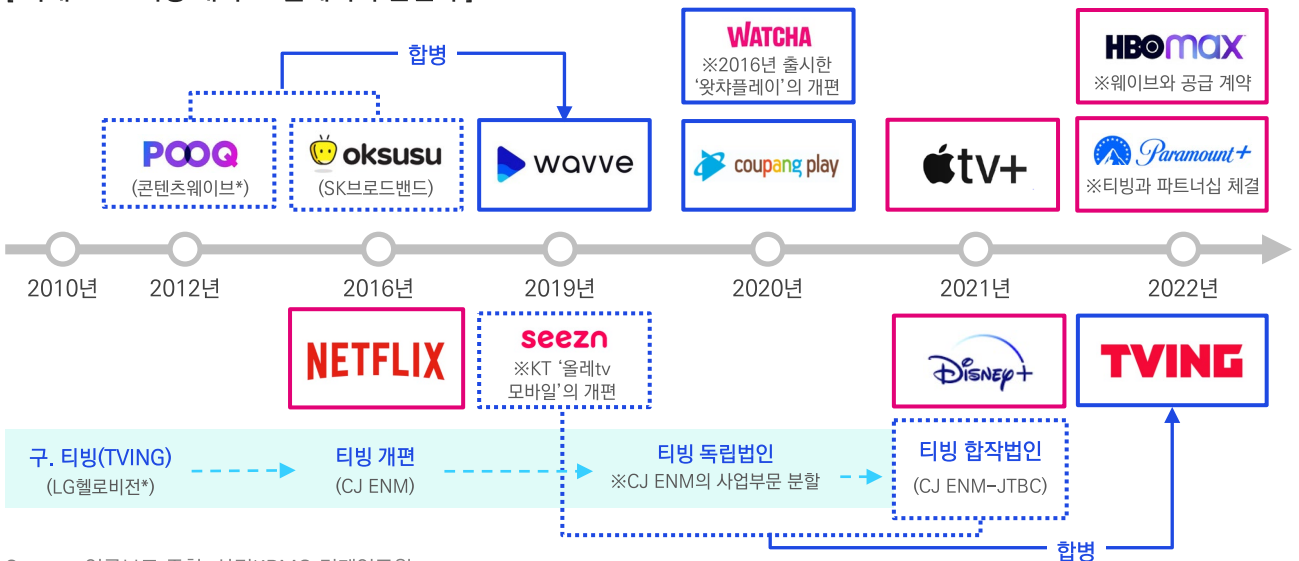 합병
WATCHA
※2016년 출시한
‘왓챠플레이’의 개편
HBOmax
※웨이브와 공급 계약
POOQ
(콘텐츠웨이브*)
oksusu
(SK브로드밴드)
wavve
coupang play
tv+
Paramount+
※티빙과 파트너십 체결
2010년
2012년
2016년
2019년
2020년
2021년
2022년
NETFLIX
seezn
※KT ‘올레tv
모바일’의 개편
Disney+
TVING
구. 티빙(TVING)
(LG헬로비전*)
티빙 개편
(CJ ENM)
티빙 독립법인
※CJ ENM의 사업부문 분할
티빙 합작법인
(CJ ENM–JTBC)
합병